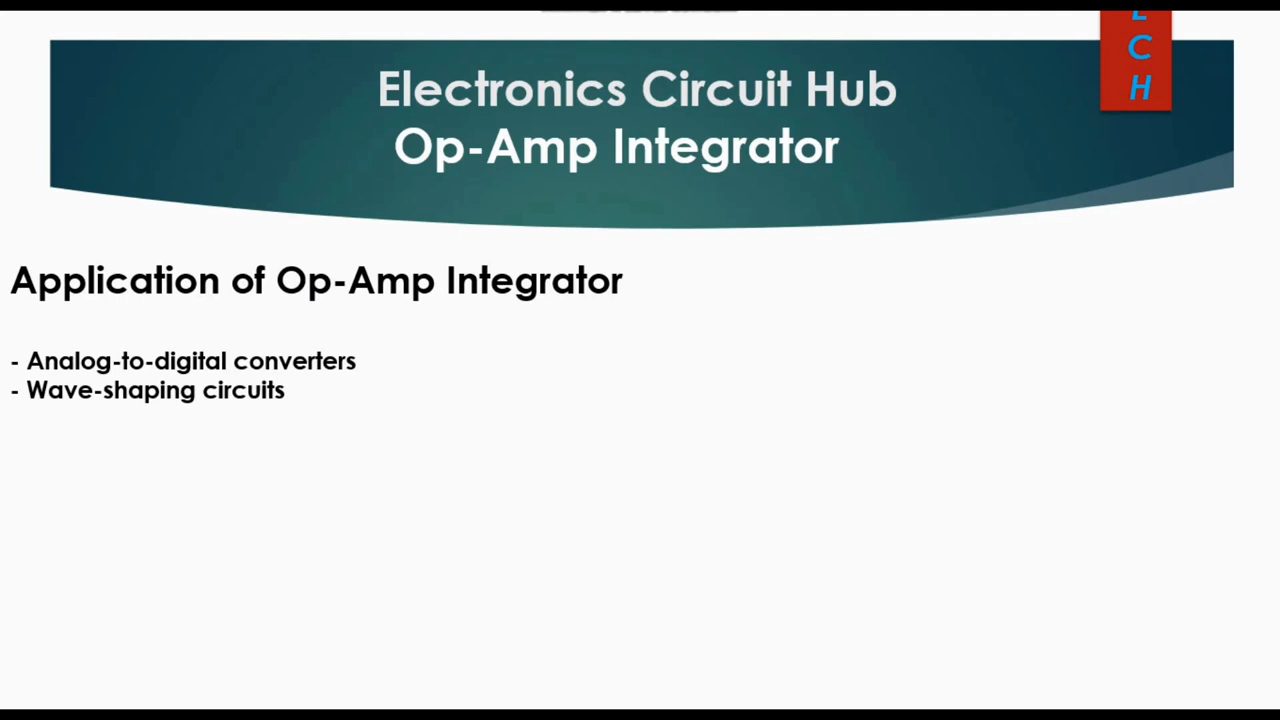 E
C
H
Electronics Circuit Hub
Op-Amp Integrator
Application of Op-Amp Integrator
- Analog-to-digital converters
- Wave-shaping circuits